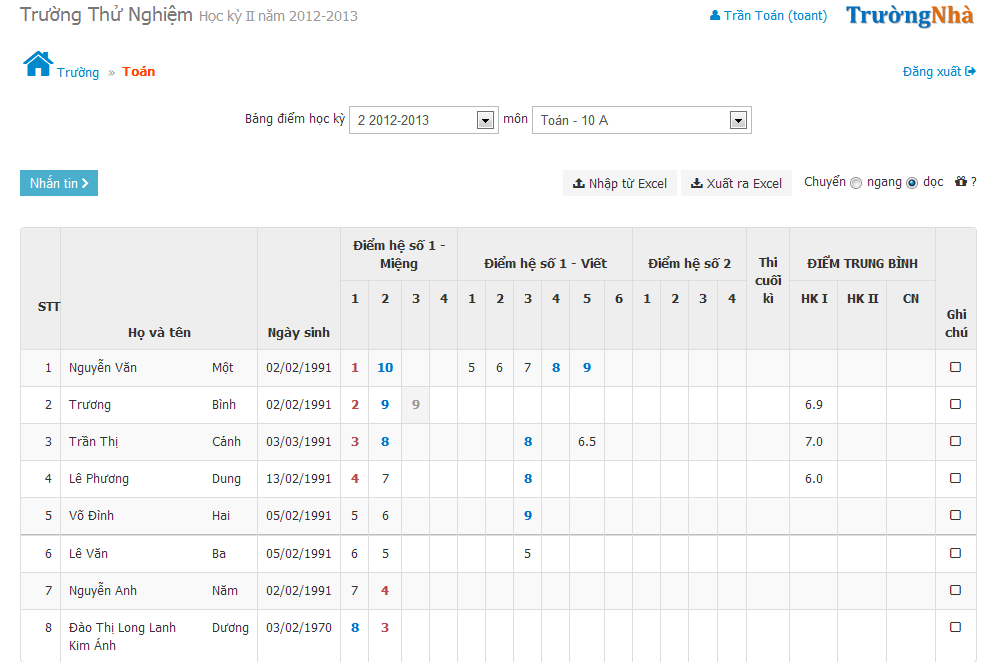 Trường Thử Nghiệm Học kỳ II năm 2012-2013
Trần Toán (toant) TrườngNhà
Trường » Toán
Đăng xuất
Bảng điểm học kỳ 2 2012-2013 môn Toán - 10 A
Nhắn tin
Nhập từ Excel Xuất ra Excel Chuyển ngang dọc ?
STT Họ và tên Ngày sinh Điểm hệ số 1 - Miệng Điểm hệ số 1 - Viết Điểm hệ số 2 Thi cuối kì ĐIỂM TRUNG BÌNH Ghi chú
1 2 3 4 1 2 3 4 5 6 1 2 3 4 HK I HK II CN
1 Nguyễn Văn Một 02/02/1991 1 10 5 6 7 8 9
2 Trương Bình 02/02/1991 2 9 9 6.9
3 Trần Thị Cảnh 03/03/1991 3 8 8 6.5 7.0
4 Lê Phương Dung 13/02/1991 4 7 8 6.0
5 Võ Đình Hai 05/02/1991 5 6 9
6 Lê Văn Ba 05/02/1991 6 5 5
7 Nguyễn Anh Năm 02/02/1991 7 4
8 Đào Thị Long Lanh Dương 03/02/1970 8 3
Kim Ánh